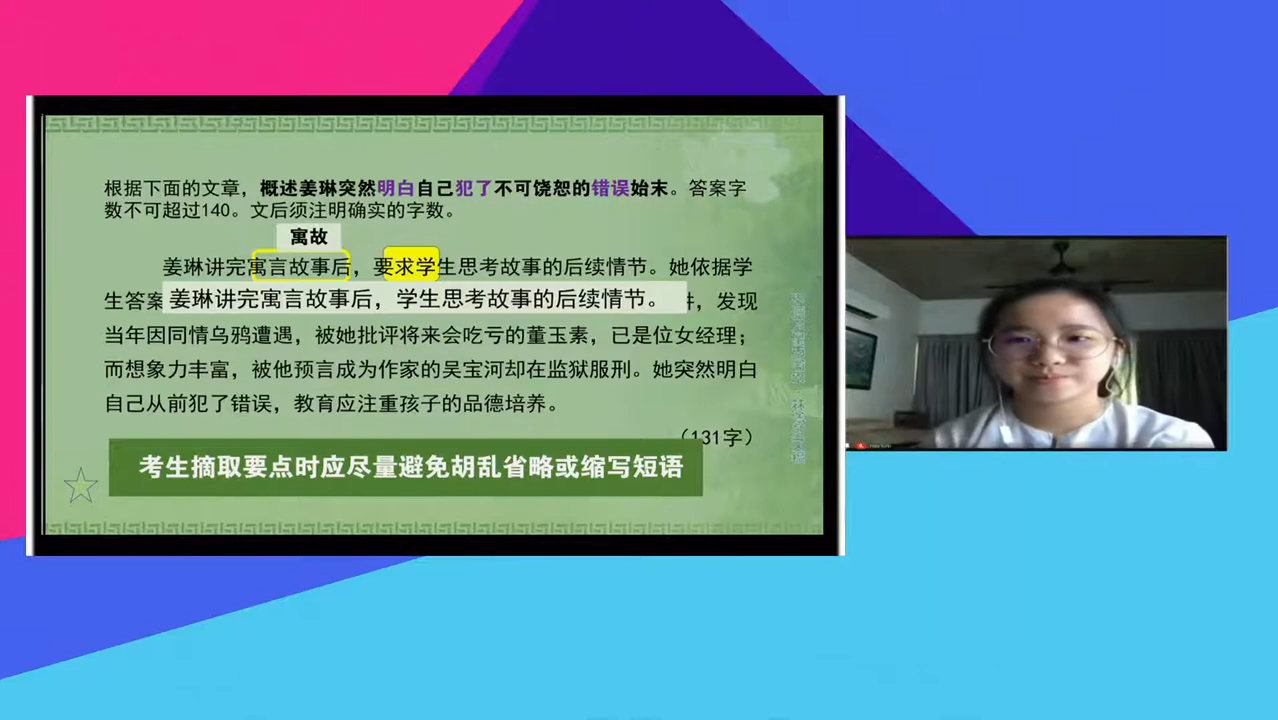 根据下面的文章，概述姜琳突然明白自己犯了不可饶恕的错误始末。答案字
数不可超过140。文后须注明确实的字数。
寓故
姜琳讲完寓言故事后，要求学生思考故事的后续情节。她依据学
生答案
姜琳讲完寓言故事后，学生思考故事的后续情节。
，发现
当年因同情乌鸦遭遇，被她批评将来会吃亏的董玉素，已是位女经理；
而想象力丰富，被他预言成为作家的吴宝河却在监狱服刑。她突然明白
自己从前犯了错误，教育应注重孩子的品德培养。
（131字）
考生摘取要点时应尽量避免胡乱省略或缩写短语